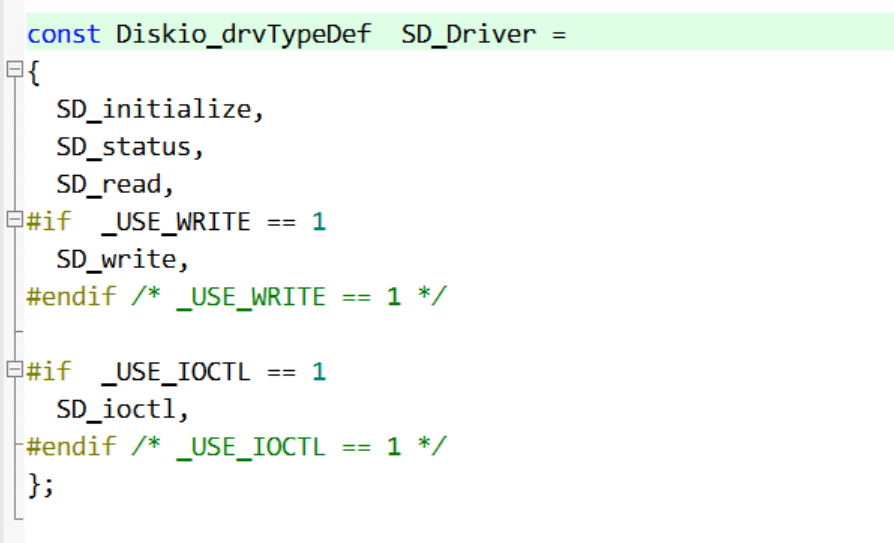 const Diskio_drvTypeDef  SD_Driver =
{
  SD_initialize,
  SD_status,
  SD_read,
#if  _USE_WRITE == 1
  SD_write,
#endif /* _USE_WRITE == 1 */

#if  _USE_IOCTL == 1
  SD_ioctl,
#endif /* _USE_IOCTL == 1 */
};